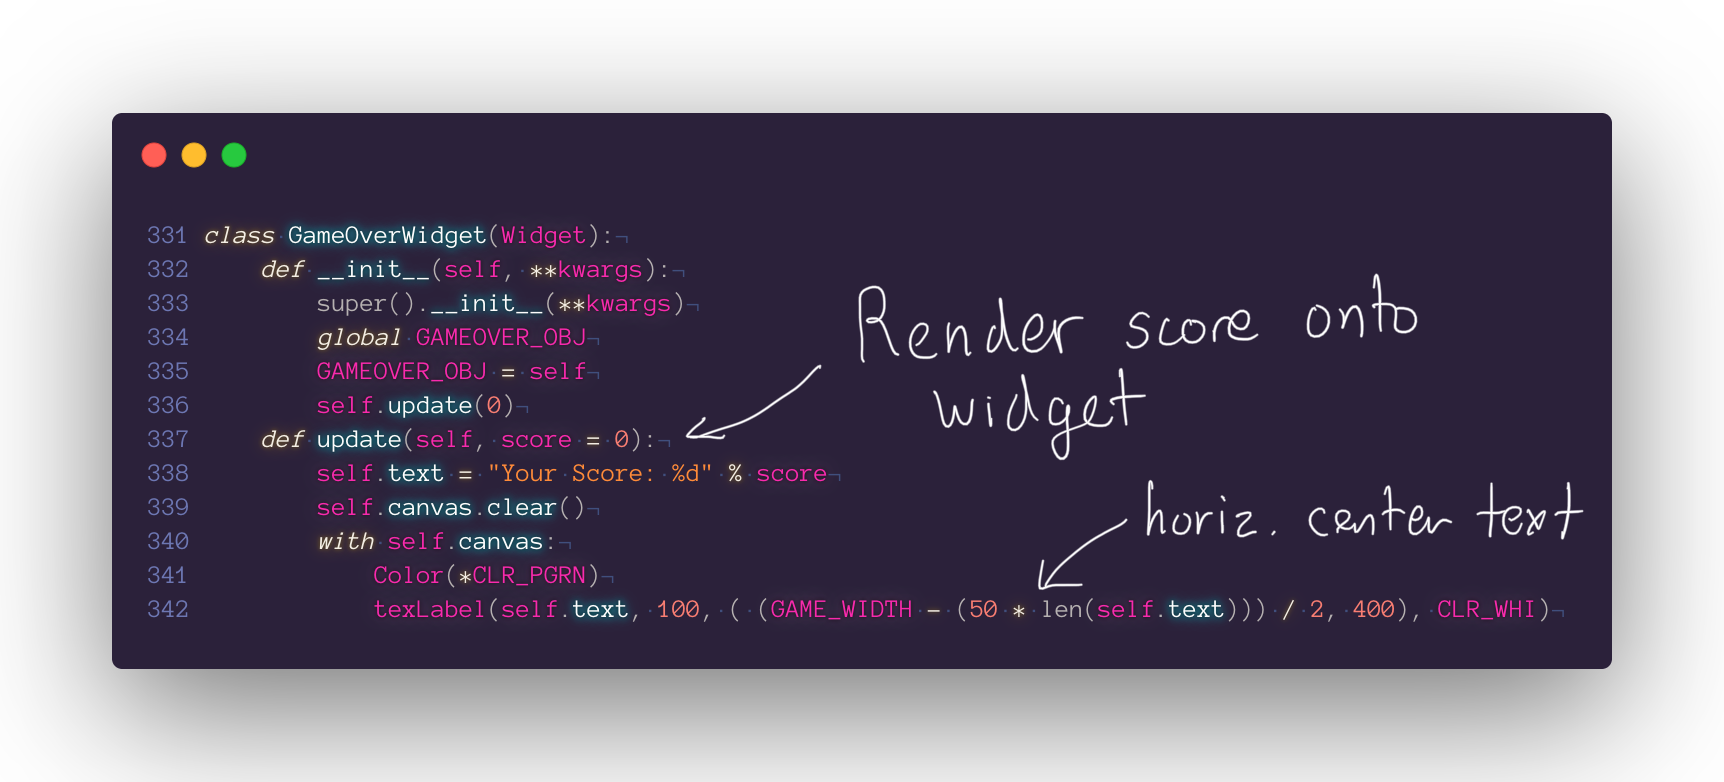 331 class GameOverWidget(Widget):¬
332     def __init__(self, **kwargs):¬
333         super().__init__(**kwargs)¬
334         global GAMEOVER_OBJ¬
335         GAMEOVER_OBJ = self¬
336         self.update(0)¬
337     def update(self, score = 0):¬
338         self.text = "Your Score: %d" % score¬
339         self.canvas.clear()¬
340         with self.canvas:¬
341             Color(*CLR_PGRN)¬
342             texLabel(self.text, 100, ( (GAME_WIDTH - (50 * len(self.text))) / 2, 400), CLR_WHI)¬
Render score onto
widget
horiz. center text